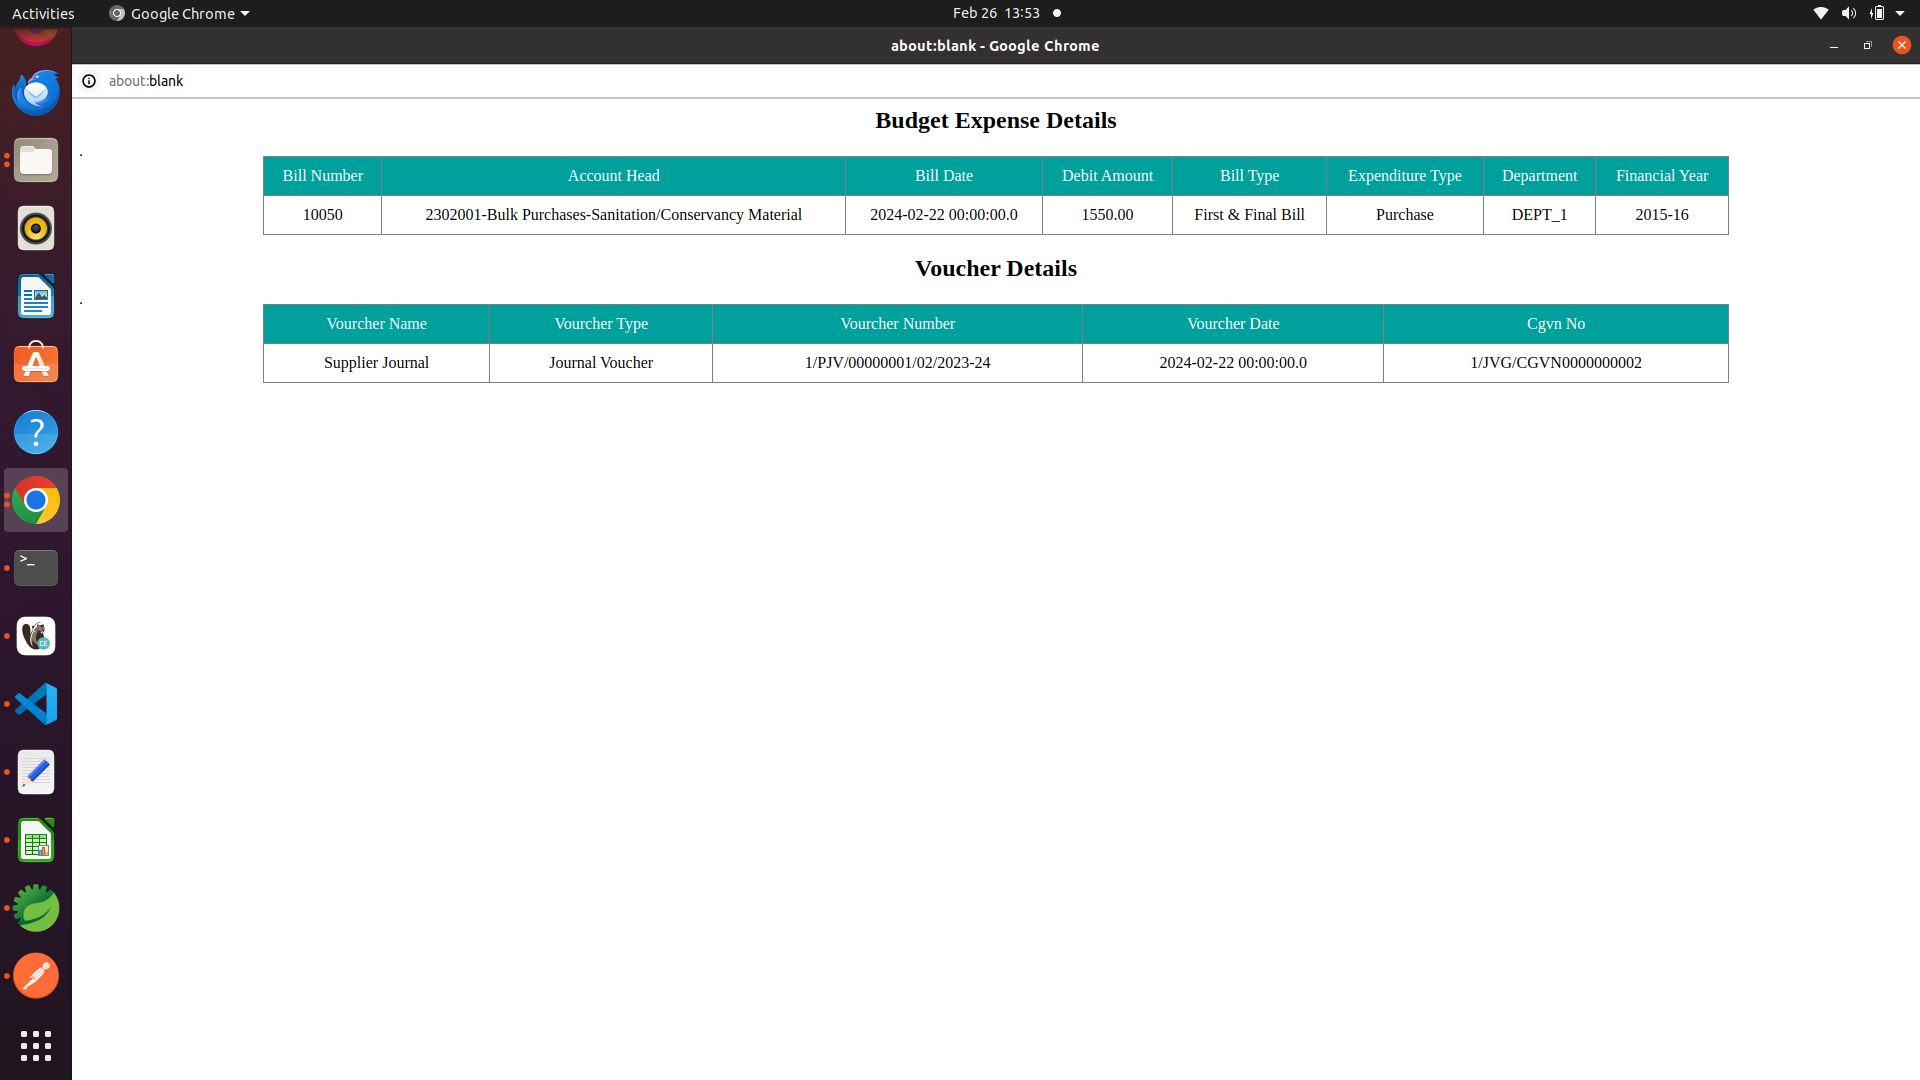 Activities Google Chrome Feb 26 13:53
about:blank - Google Chrome
about:blank
Budget Expense Details
.
Bill Number Account Head Bill Date Debit Amount Bill Type Expenditure Type Department Financial Year
10050 2302001-Bulk Purchases-Sanitation/Conservancy Material 2024-02-22 00:00:00.0 1550.00 First & Final Bill Purchase DEPT_1 2015-16
Voucher Details
.
Vourcher Name Vourcher Type Vourcher Number Vourcher Date Cgvn No
Supplier Journal Journal Voucher 1/PJV/00000001/02/2023-24 2024-02-22 00:00:00.0 1/JVG/CGVN0000000002